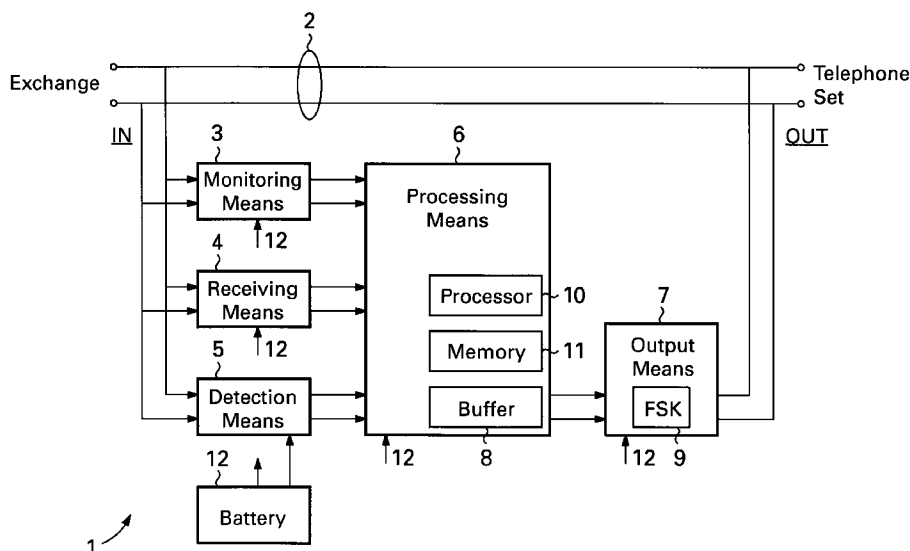 2
Exchange
Telephone
Set
IN
OUT
3
Monitoring
Means
12
6
Processing
Means
4
Receiving
Means
12
Processor
10
Memory
11
Buffer
8
5
Detection
Means
12
7
Output
Means
FSK
9
12
12
Battery
1